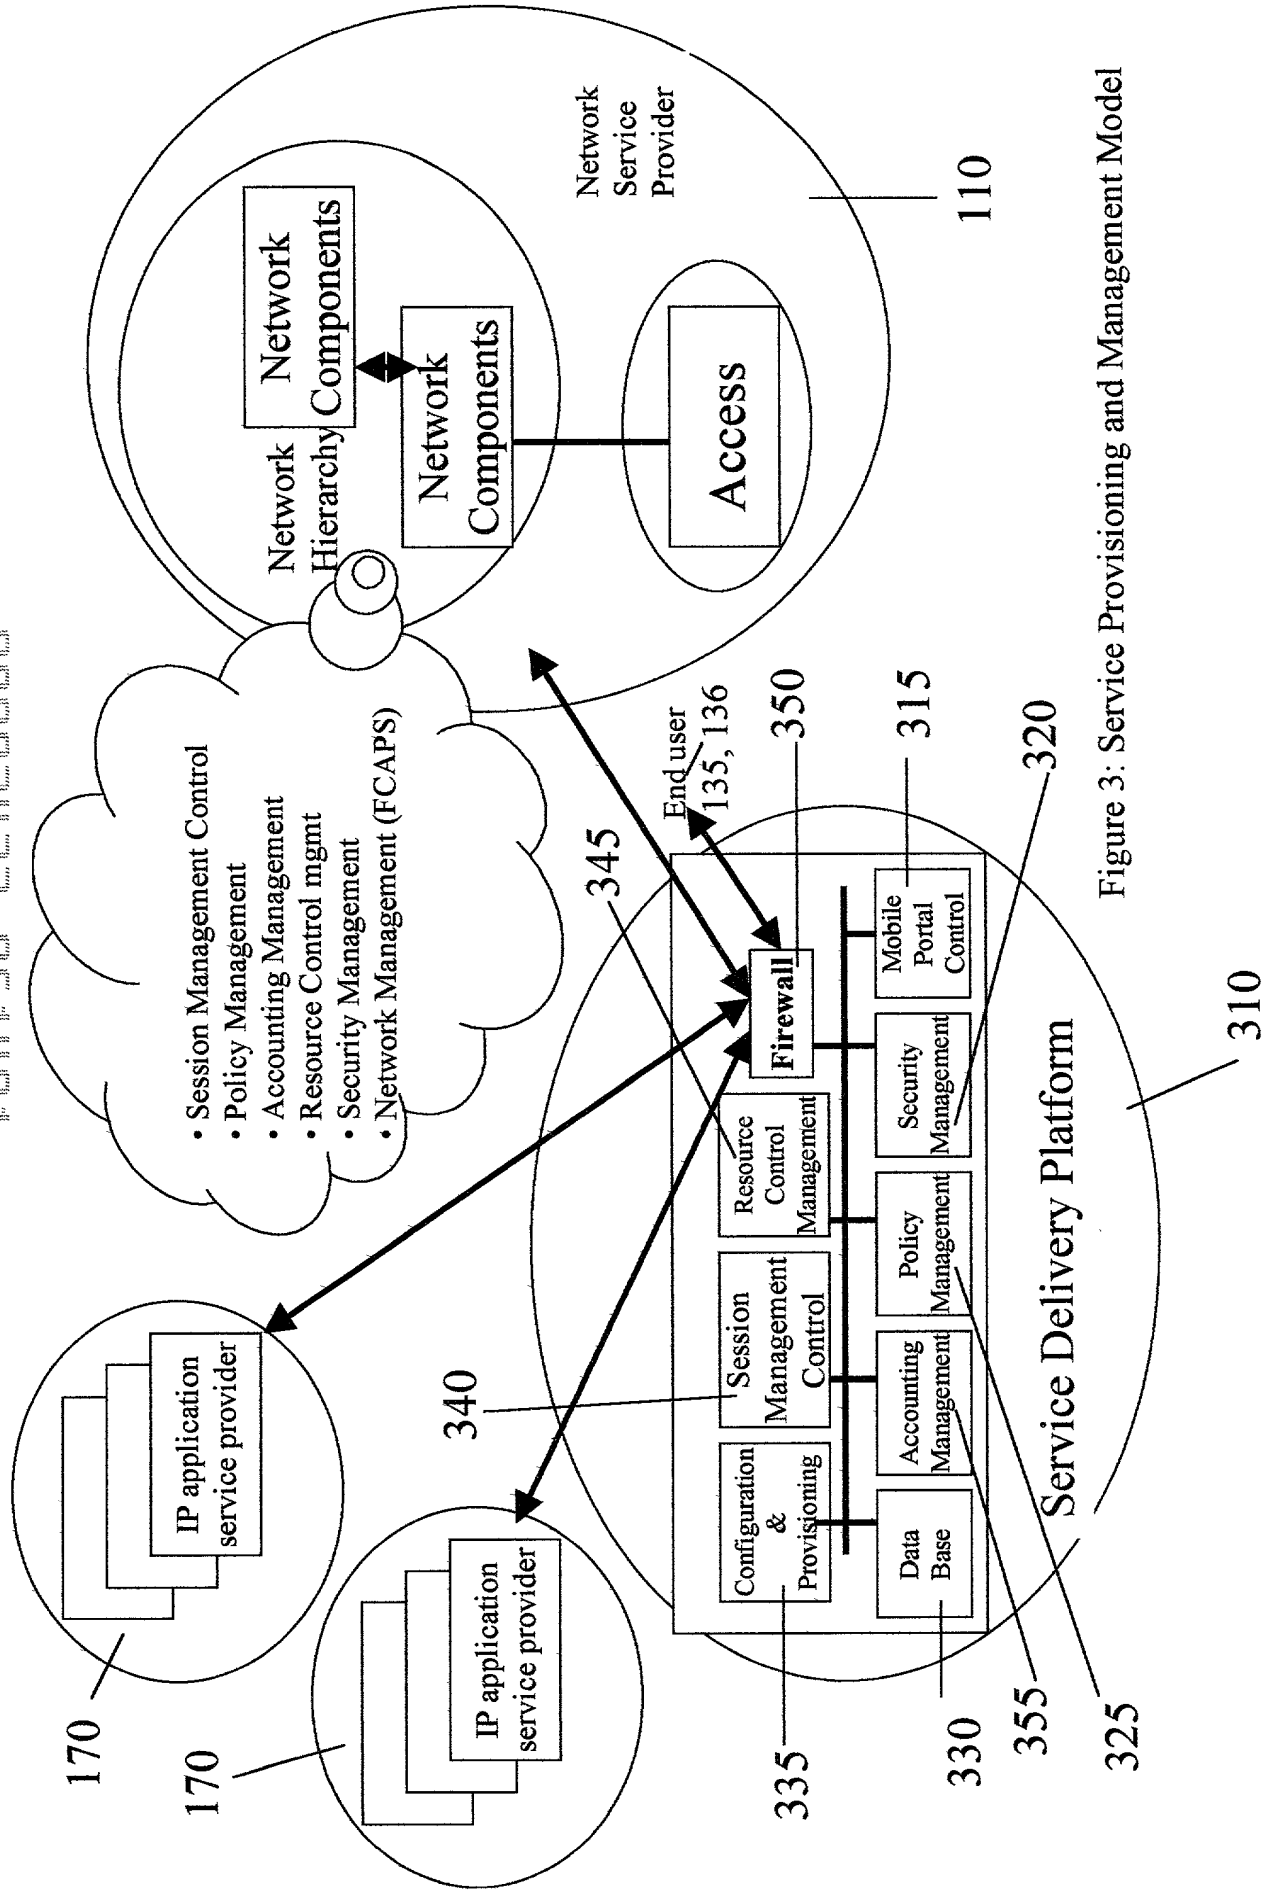 170
IP application
service provider
170
IP application
service provider
• Session Management Control
• Policy Management
• Accounting Management
• Resource Control mgmt
• Security Management
• Network Management (FCAPS)
Network
Hierarchy
Network
Components
Network
Components
Network
Service
Provider
Access
110
340
345
End user
135, 136
350
315
320
Configuration
&
Provisioning
Session
Management
Control
Resource
Control
Management
Firewall
Data
Base
Accounting
Management
Policy
Management
Security
Management
Mobile
Portal
Control
335
330
355
325
Service Delivery Platform
310
Figure 3: Service Provisioning and Management Model